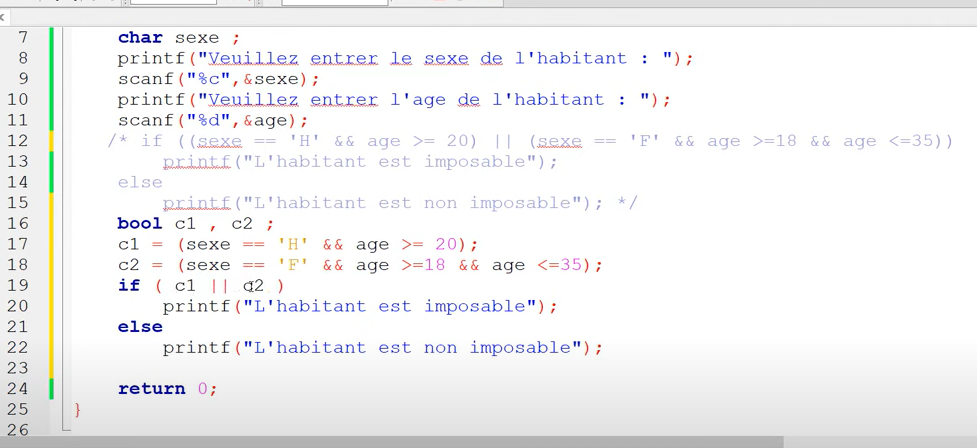 7 char sexe ;
8 printf("Veuillez entrer le sexe de l'habitant : ");
9 scanf("%c",&sexe);
10 printf("Veuillez entrer l'age de l'habitant : ");
11 scanf("%d",&age);
12 /* if ((sexe == 'H' && age >= 20) || (sexe == 'F' && age >=18 && age <=35))
13 printf("L'habitant est imposable");
14 else
15 printf("L'habitant est non imposable"); */
16 bool c1 , c2 ;
17 c1 = (sexe == 'H' && age >= 20);
18 c2 = (sexe == 'F' && age >=18 && age <=35);
19 if ( c1 || c2 )
20 printf("L'habitant est imposable");
21 else
22 printf("L'habitant est non imposable");
23
24 return 0;
25 }
26